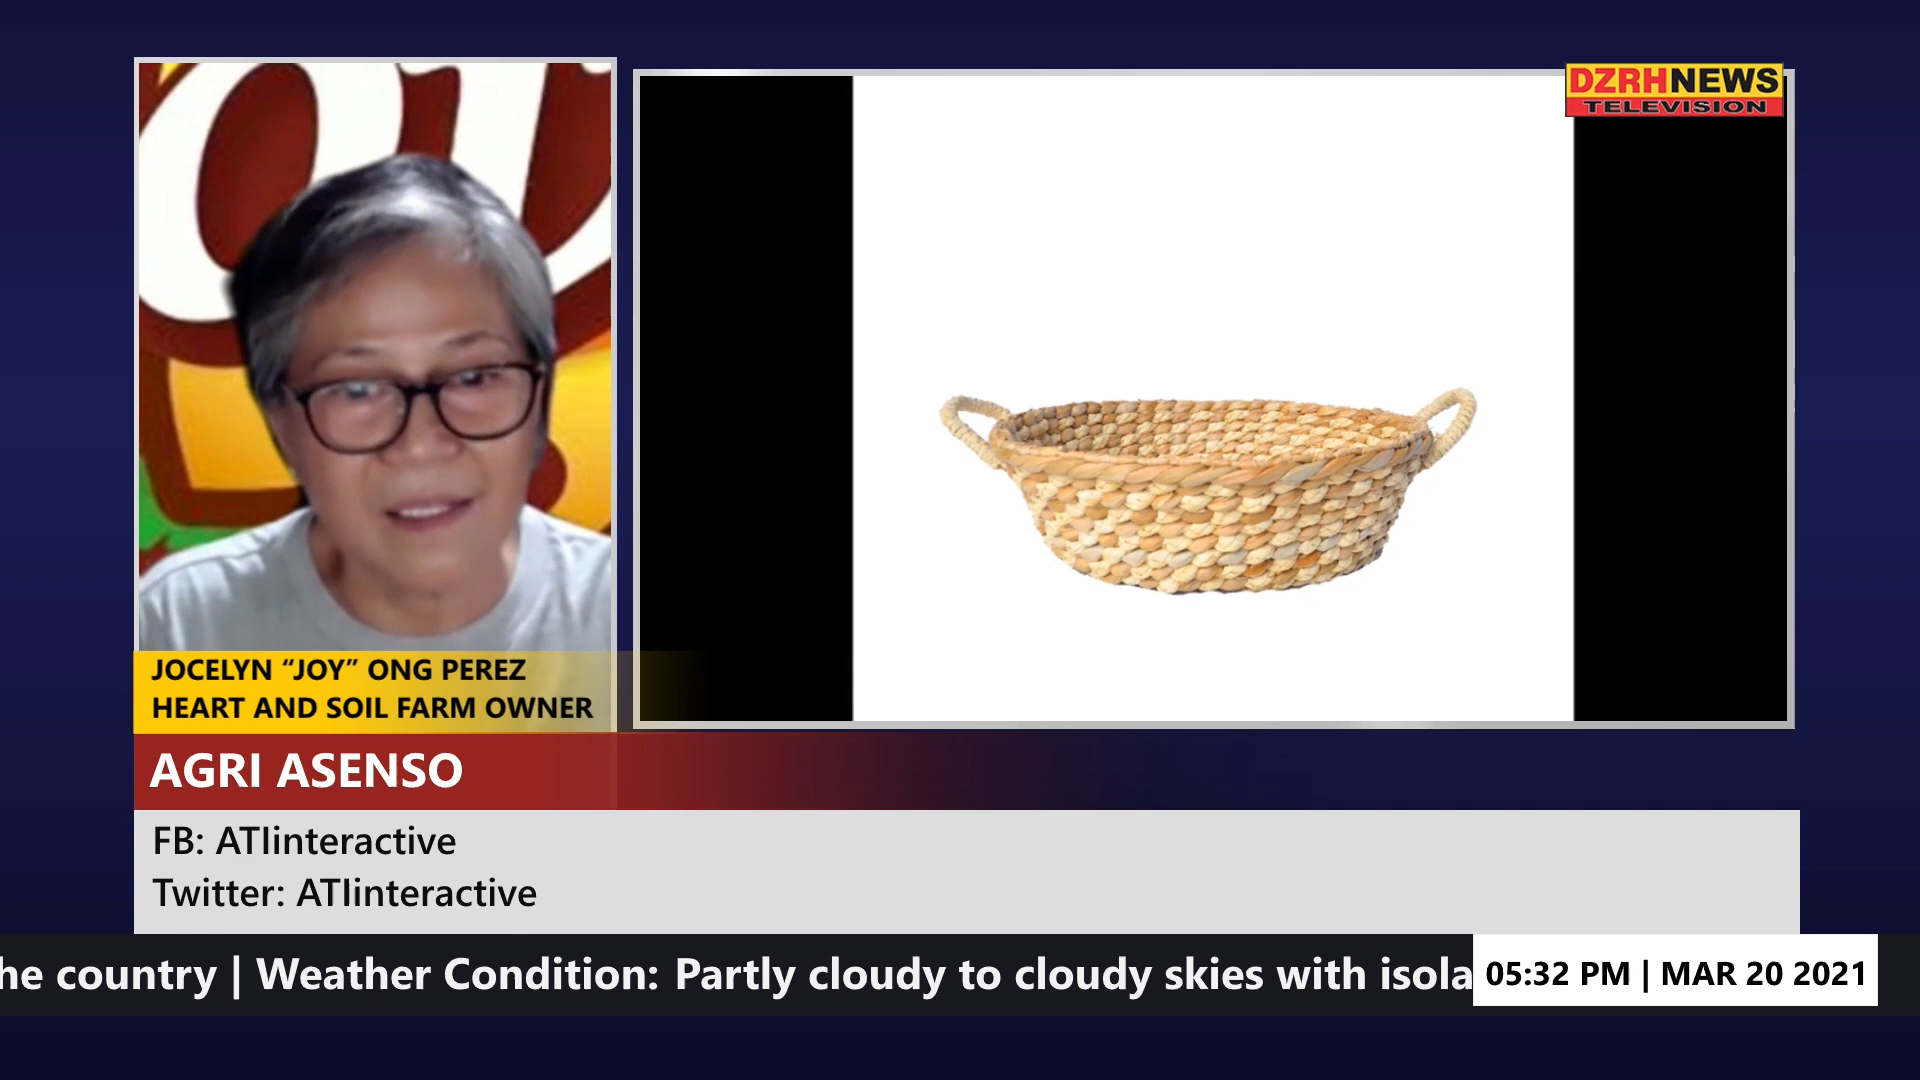 DZRHNEWS
TELEVISION
JOCELYN “JOY” ONG PEREZ
HEART AND SOIL FARM OWNER
AGRI ASENSO
FB: ATIinteractive
Twitter: ATIinteractive
he country | Weather Condition: Partly cloudy to cloudy skies with isola
05:32 PM | MAR 20 2021